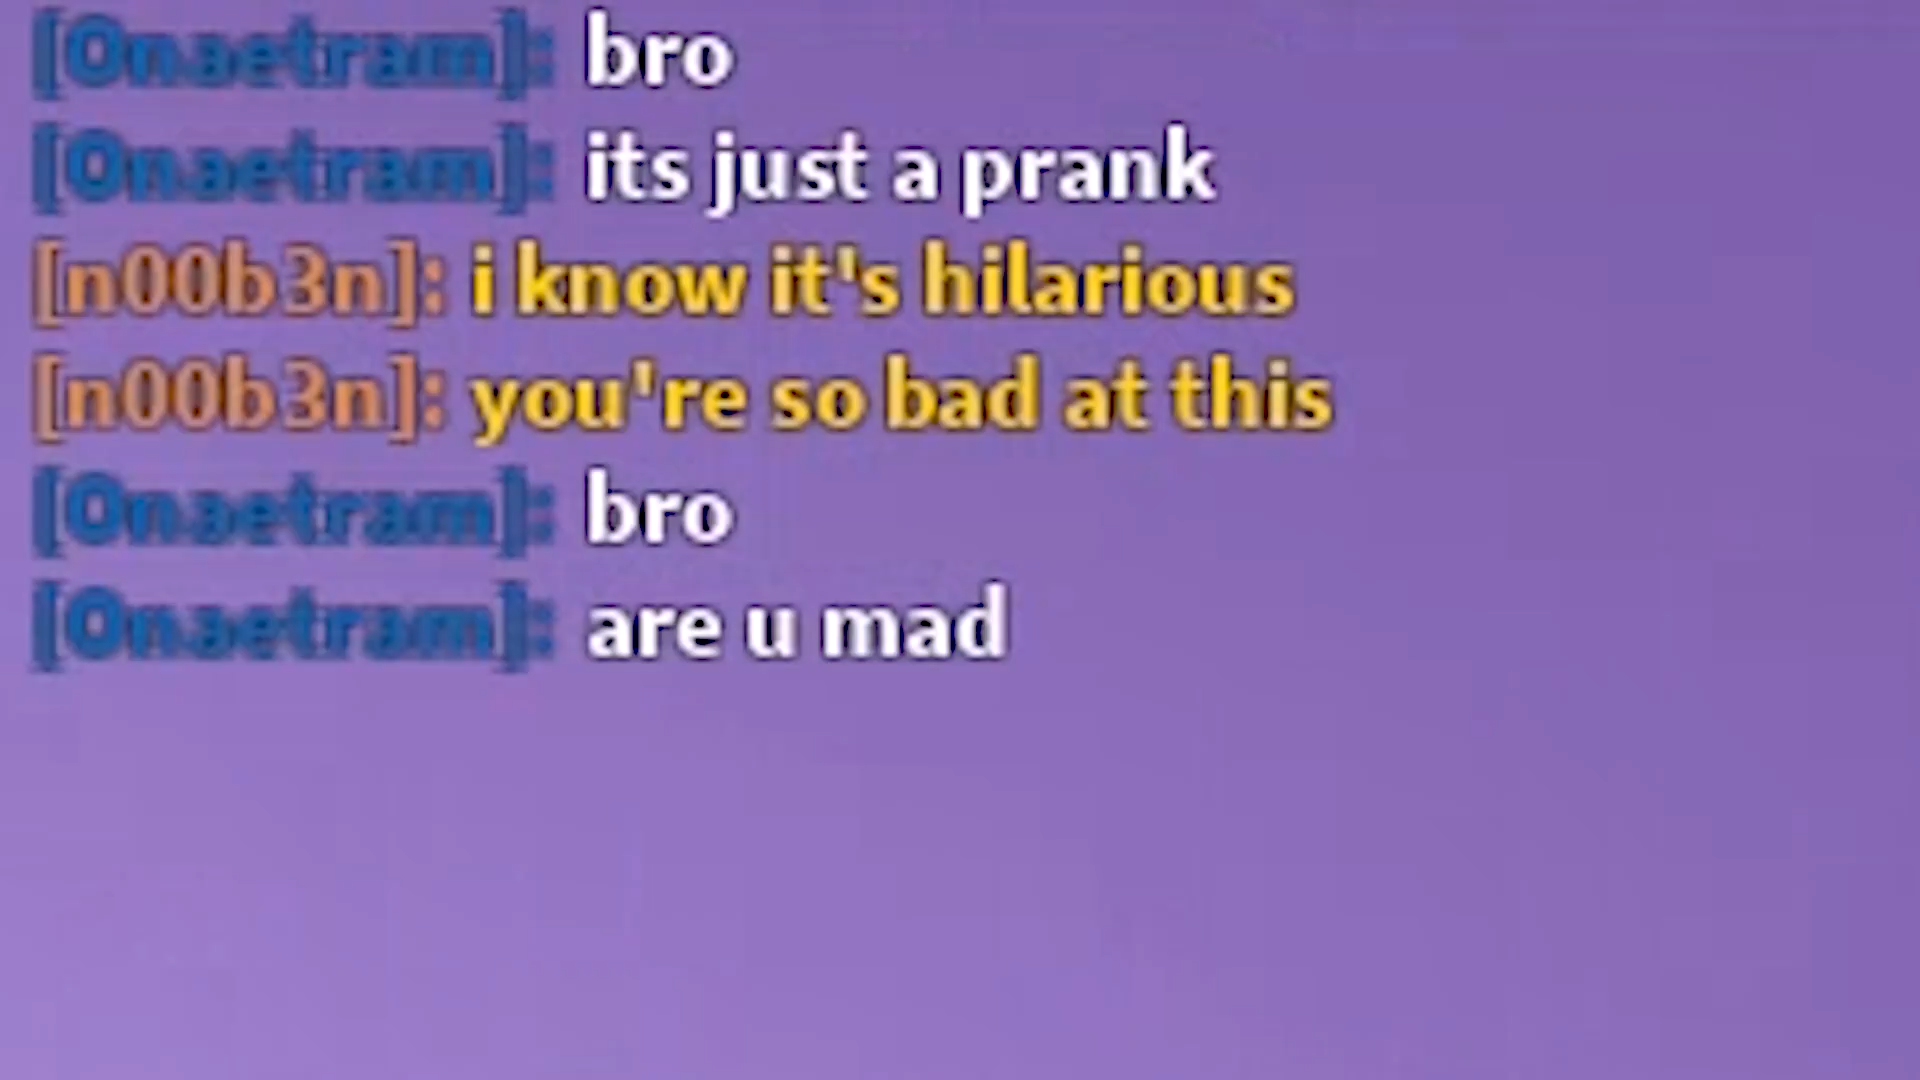 [Onaetram]: bro
[Onaetram]: its just a prank
[n00b3n]: i know it's hilarious
[n00b3n]: you're so bad at this
[Onaetram]: bro
[Onaetram]: are u mad